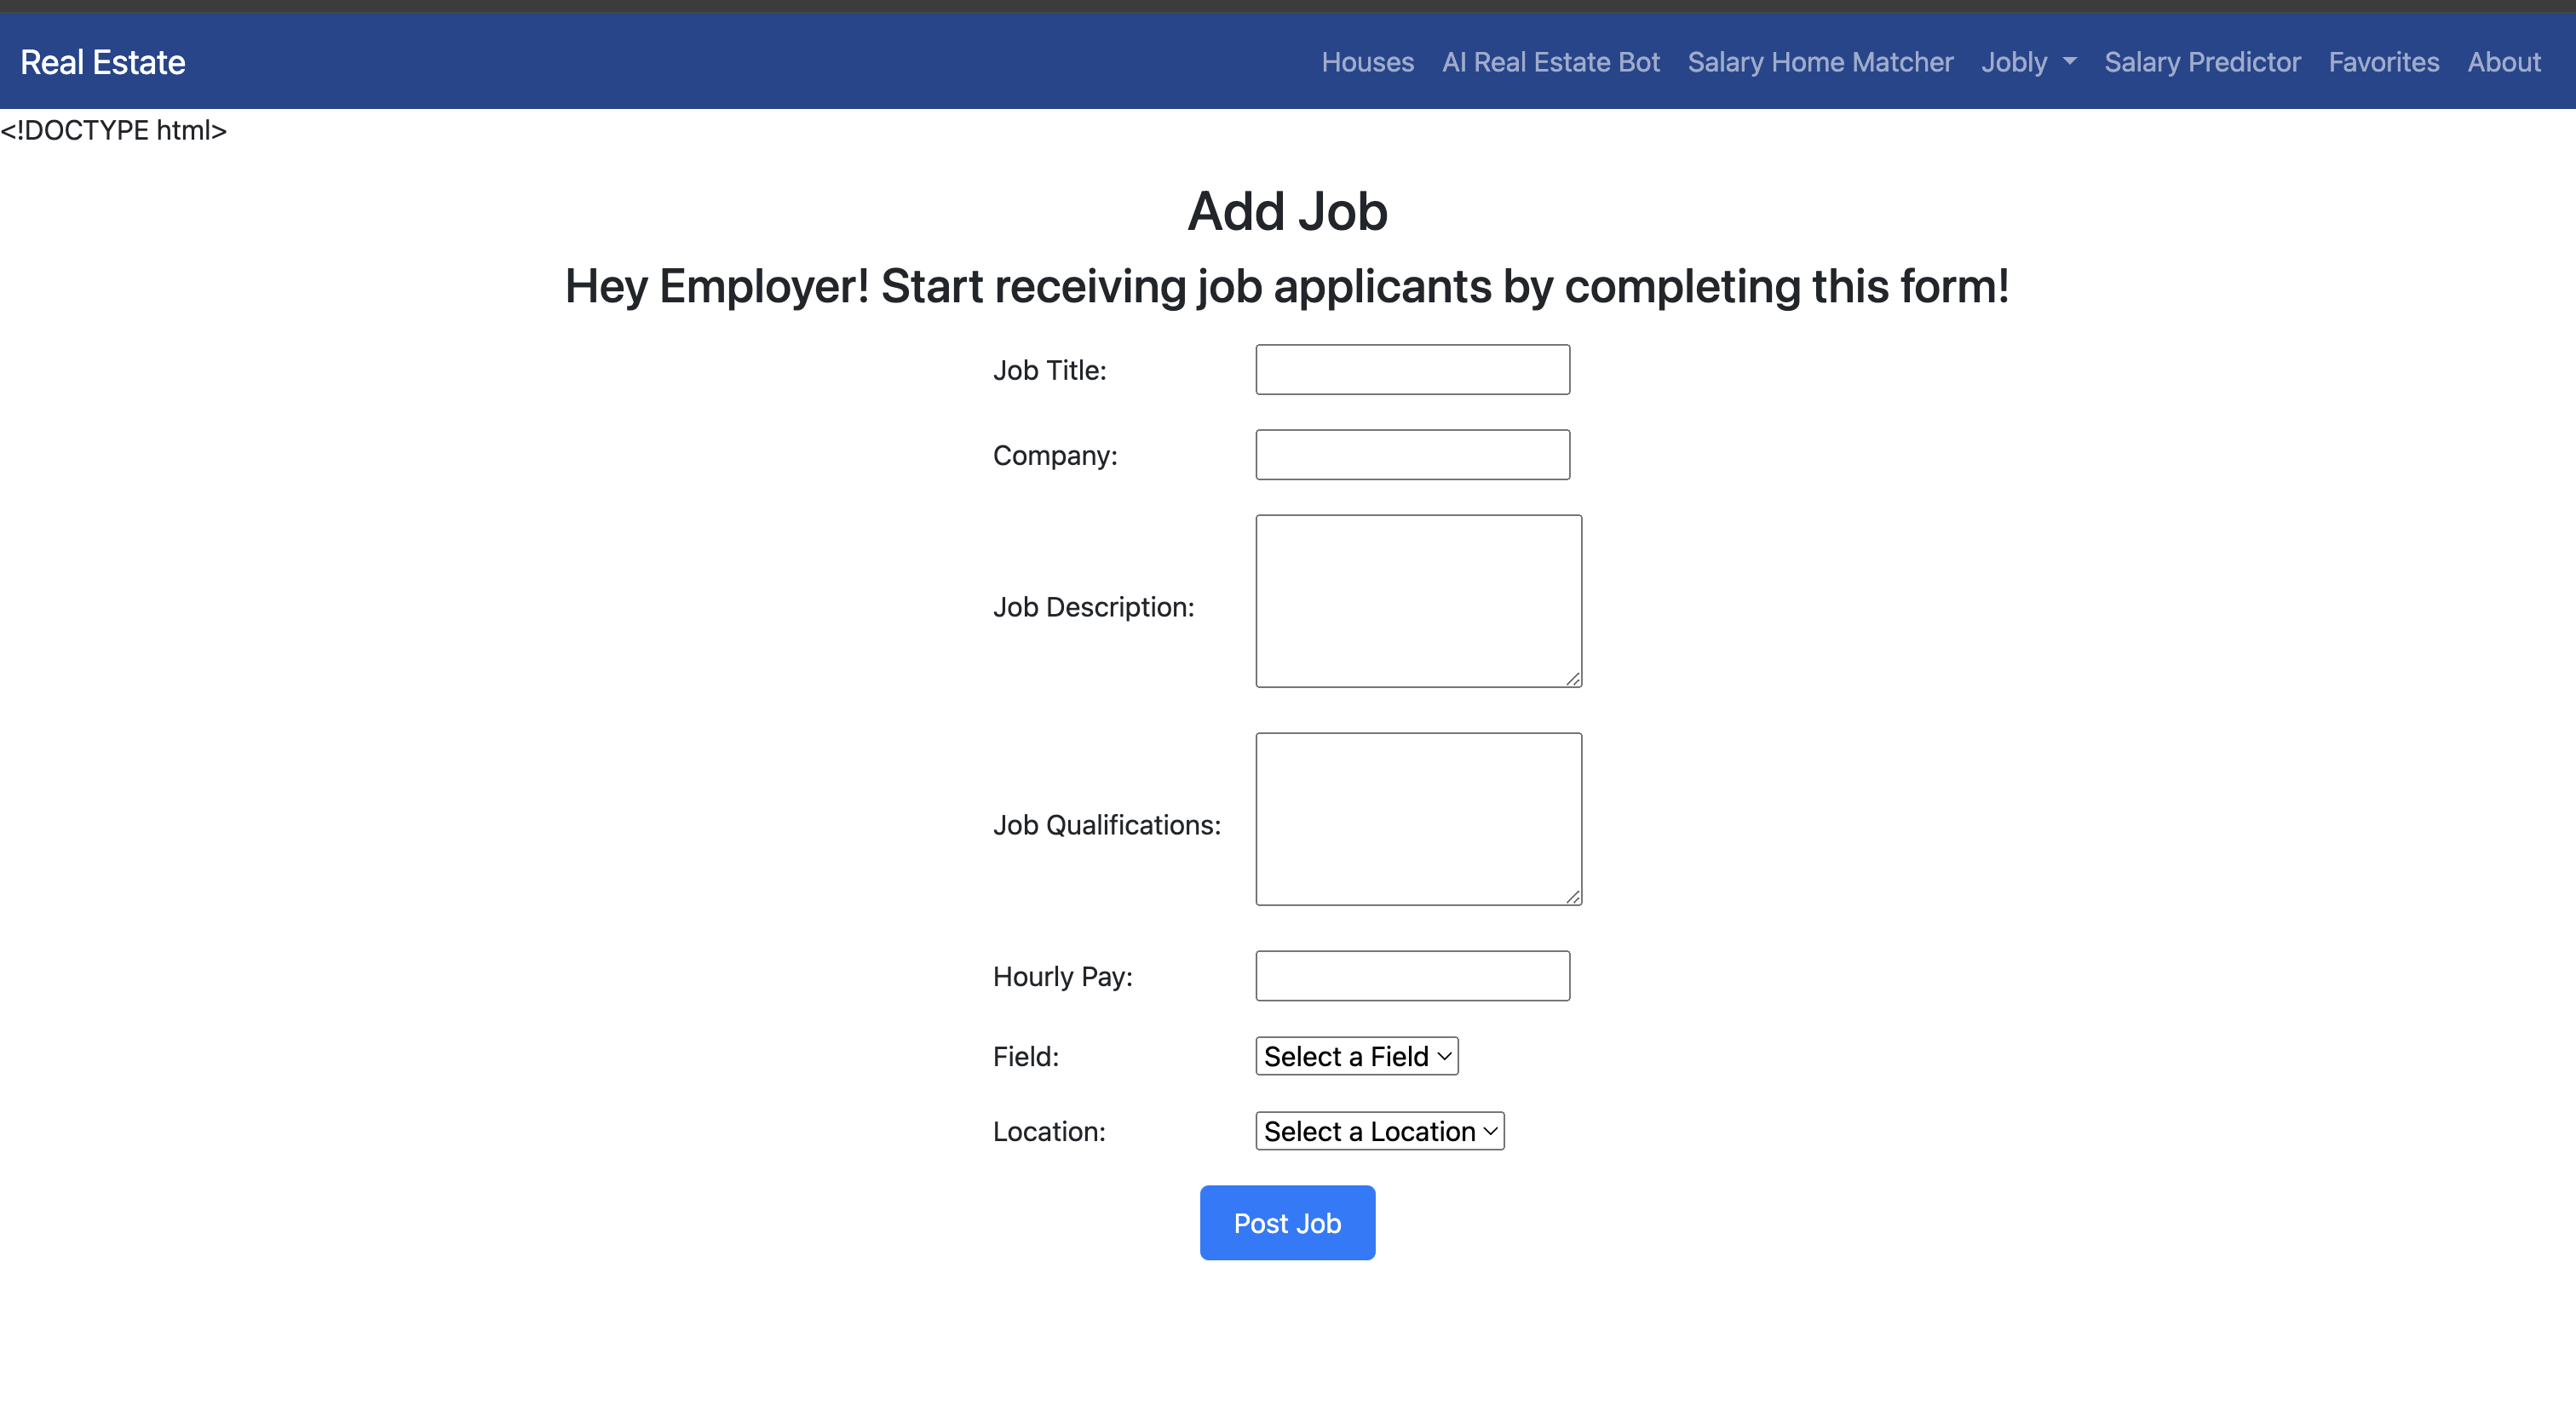 Real Estate Houses AI Real Estate Bot Salary Home Matcher Jobly Salary Predictor Favorites About
<!DOCTYPE html>
Add Job
Hey Employer! Start receiving job applicants by completing this form!
Job Title:
Company:
Job Description:
Job Qualifications:
Hourly Pay:
Field: Select a Field
Location: Select a Location
Post Job